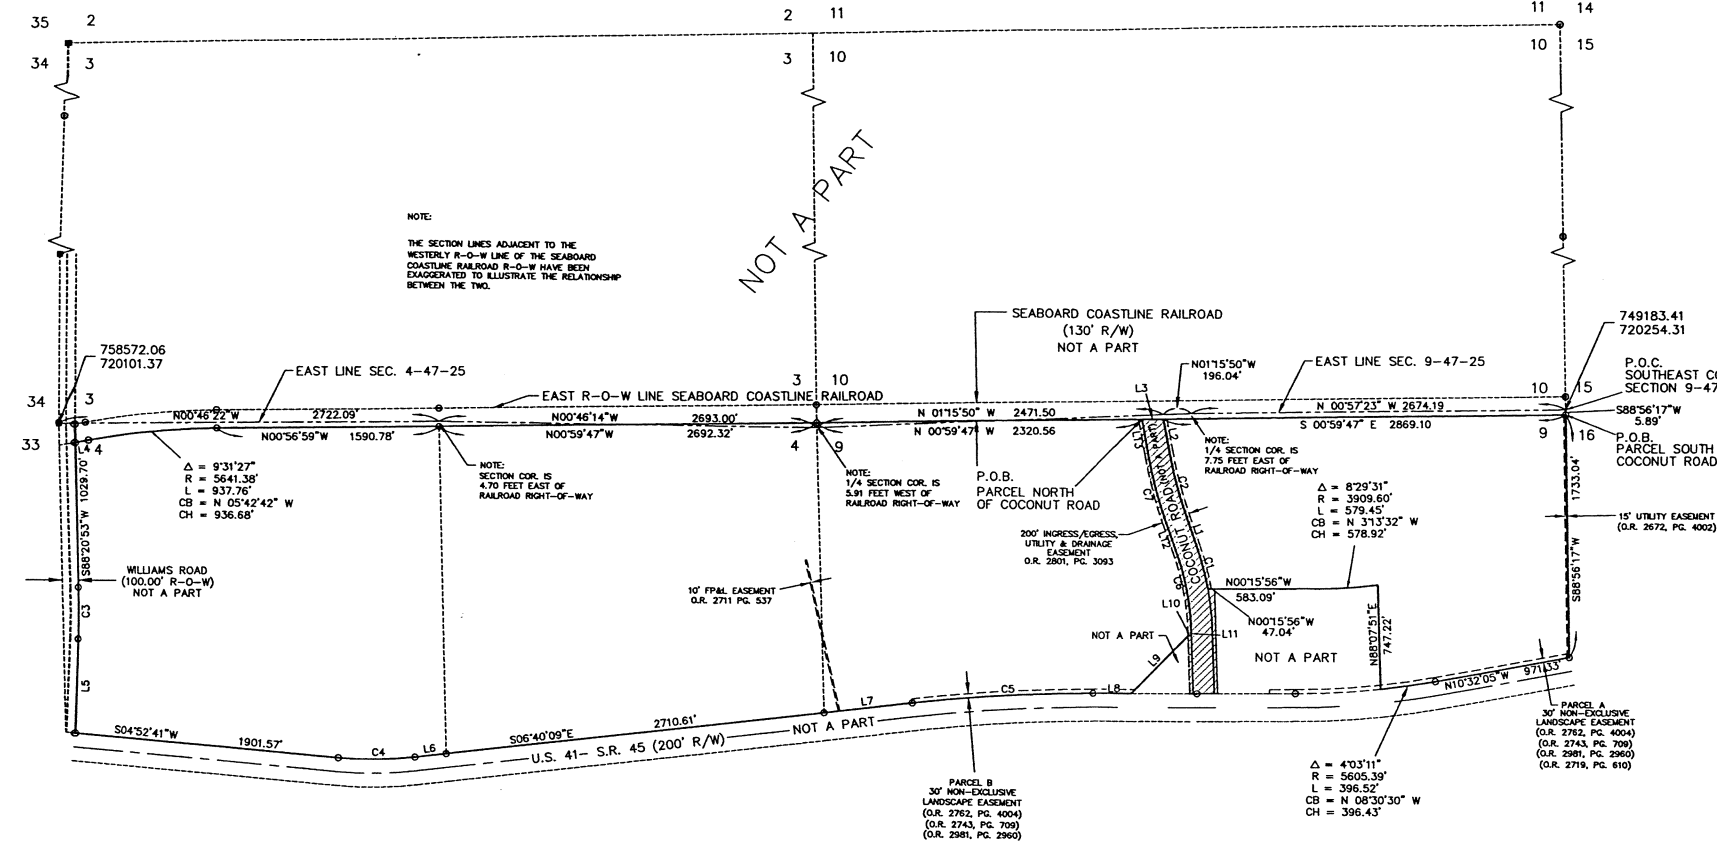 35
2
34
3
2
11
3
10
11
14
10
15
NOT A PART
NOTE:
THE SECTION LINES ADJACENT TO THE
WESTERLY R-O-W LINE OF THE SEABOARD
COASTLINE RAILROAD R-O-W HAVE BEEN
EXAGGERATED TO ILLUSTRATE THE RELATIONSHIP
BETWEEN THE TWO.
SEABOARD COASTLINE RAILROAD
(130' R/W)
NOT A PART
758572.06
720101.37
EAST LINE SEC. 4-47-25
EAST R-O-W LINE SEABOARD COASTLINE RAILROAD
N01°15'50"W
196.04'
EAST LINE SEC. 9-47-25
749183.41
720254.31
P.O.C.
SOUTHEAST CO
SECTION 9-47
34
3
33
4
3
10
4
9
10
15
9
16
N00°46'22"W 2722.09'
N00°56'59"W 1590.78'
N00°46'14"W 2693.00'
N00°59'47"W 2692.32'
N 01°15'50" W 2471.50
N 00°59'47" W 2320.56
N 00°57'23" W 2674.19
S 00°59'47" E 2869.10
S88°56'17"W
5.89'
P.O.B.
PARCEL SOUTH
COCONUT ROAD
L3
L2
L13
L4
Δ = 9°31'27"
R = 5641.38'
L = 937.76'
CB = N 05°42'42" W
CH = 936.68'
NOTE:
SECTION COR. IS
4.70 FEET EAST OF
RAILROAD RIGHT-OF-WAY
NOTE:
1/4 SECTION COR. IS
5.91 FEET WEST OF
RAILROAD RIGHT-OF-WAY
P.O.B.
PARCEL NORTH
OF COCONUT ROAD
NOTE:
1/4 SECTION COR. IS
7.75 FEET EAST OF
RAILROAD RIGHT-OF-WAY
Δ = 8°29'31"
R = 3909.60'
L = 579.45'
CB = N 3°13'32" W
CH = 578.92'
S88°20'53"W 1029.70'
WILLIAMS ROAD
(100.00' R-O-W)
NOT A PART
C3
L5
10' FP&L EASEMENT
O.R. 2711 PG. 537
200' INGRESS/EGRESS,
UTILITY & DRAINAGE
EASEMENT
O.R. 2801, PG. 3093
COCONUT ROAD
C7
C2
L12
L1
C6
1733.04'
S88°56'17"W
15' UTILITY EASEMENT
(O.R. 2672, PG. 4002)
N00°15'56"W
583.09'
N00°15'56"W
47.04'
L10
L11
NOT A PART
L9
NOT A PART
N88°07'51"E
747.22'
N10°32'05"W 971.33'
S04°52'41"W 1901.57'
C4
L6
S06°40'09"E 2710.61'
L7
C5
L8
U.S. 41- S.R. 45 (200' R/W)
NOT A PART
PARCEL B
30' NON-EXCLUSIVE
LANDSCAPE EASEMENT
(O.R. 2762, PG. 4004)
(O.R. 2743, PG. 709)
(O.R. 2981, PG. 2960)
PARCEL A
30' NON-EXCLUSIVE
LANDSCAPE EASEMENT
(O.R. 2762, PG. 4004)
(O.R. 2743, PG. 709)
(O.R. 2981, PG. 2960)
(O.R. 2719, PG. 610)
Δ = 4°03'11"
R = 5605.39'
L = 396.52'
CB = N 08°30'30" W
CH = 396.43'